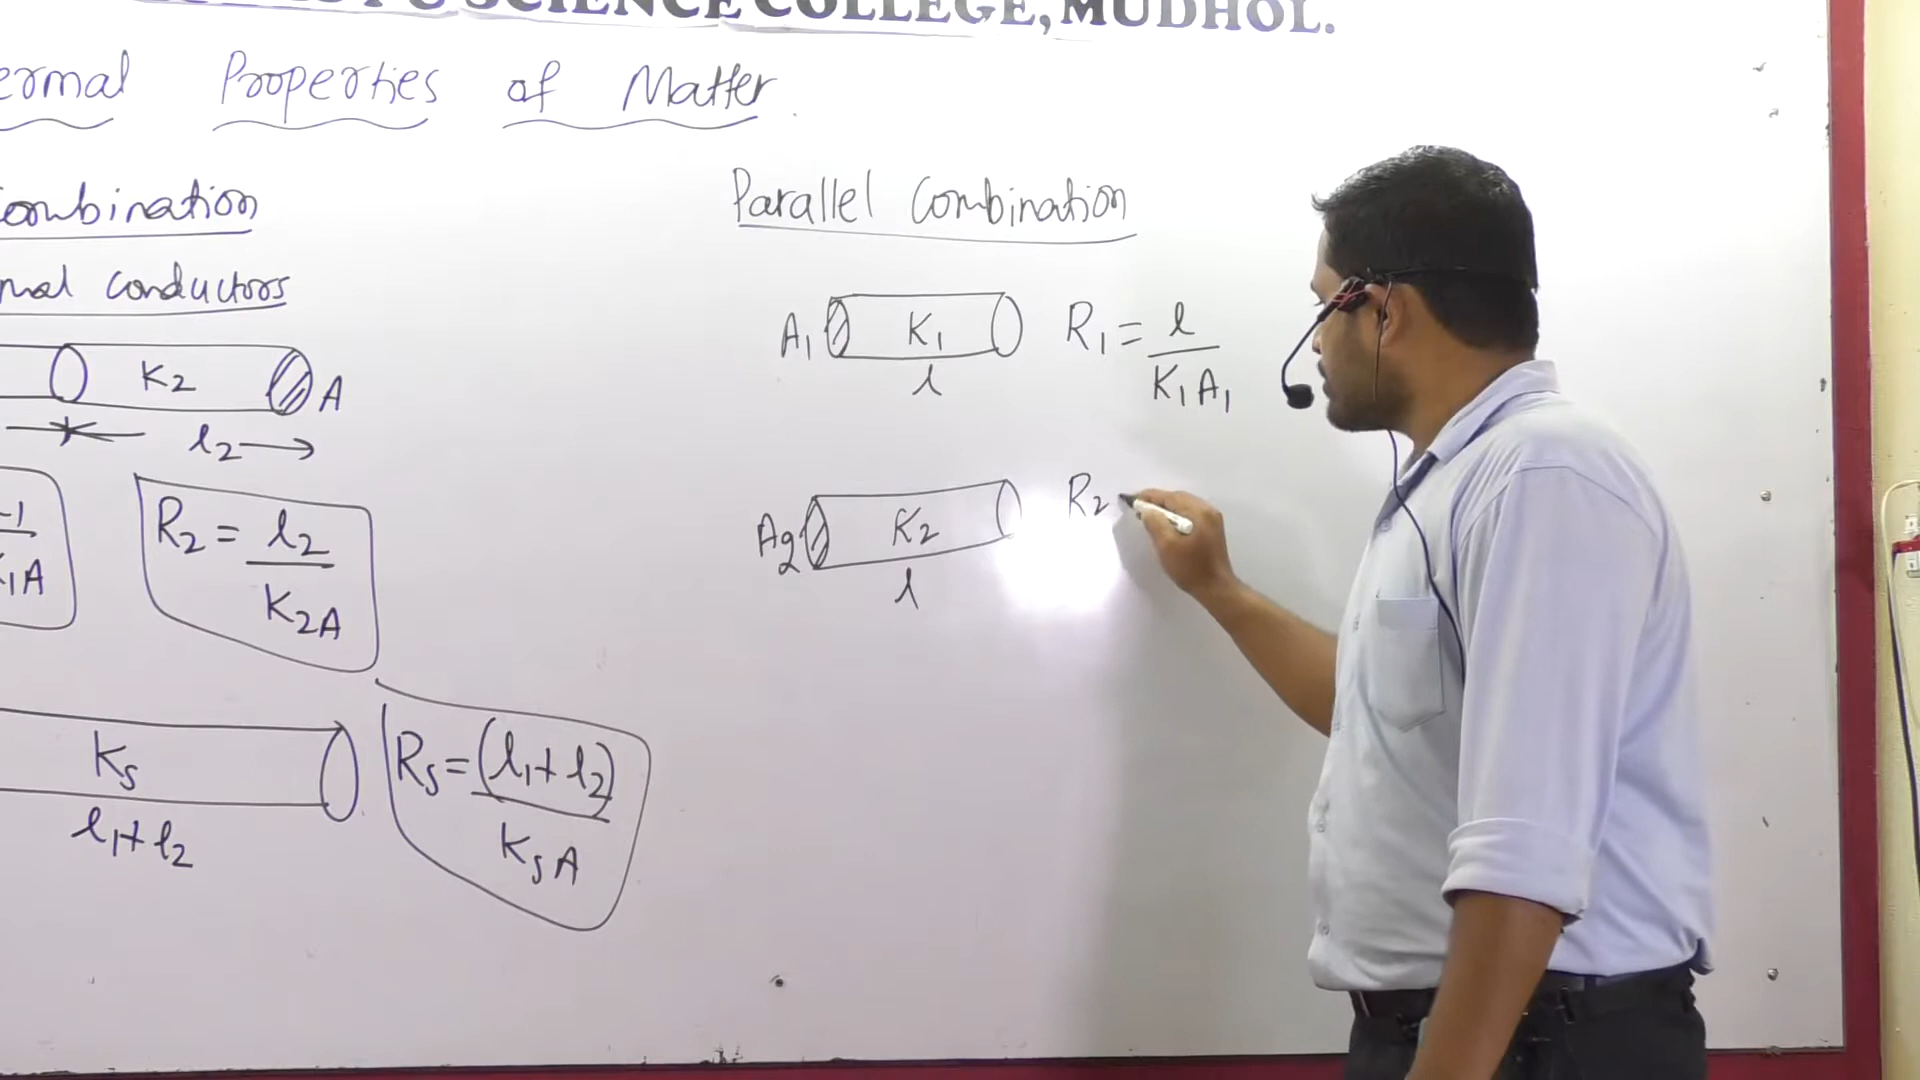 SCIENCE COLLEGE, MUDHOL.
ermal Properties of Matter.
ombination
mal conductors
K2 A
l2
R2 = l2 / K2A
K1A
Ks
l1+l2
Rs = (l1+l2) / KsA
Parallel Combination
A1 K1 R1 = l / K1A1
l
A2 K2 R2
l